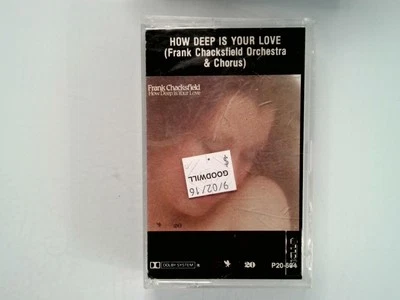 HOW DEEP IS YOUR LOVE
(Frank Chacksfield Orchestra
& Chorus)
Frank Chacksfield
How Deep Is Your Love
9/02/16
GOODWILL
DOLBY SYSTEM
20